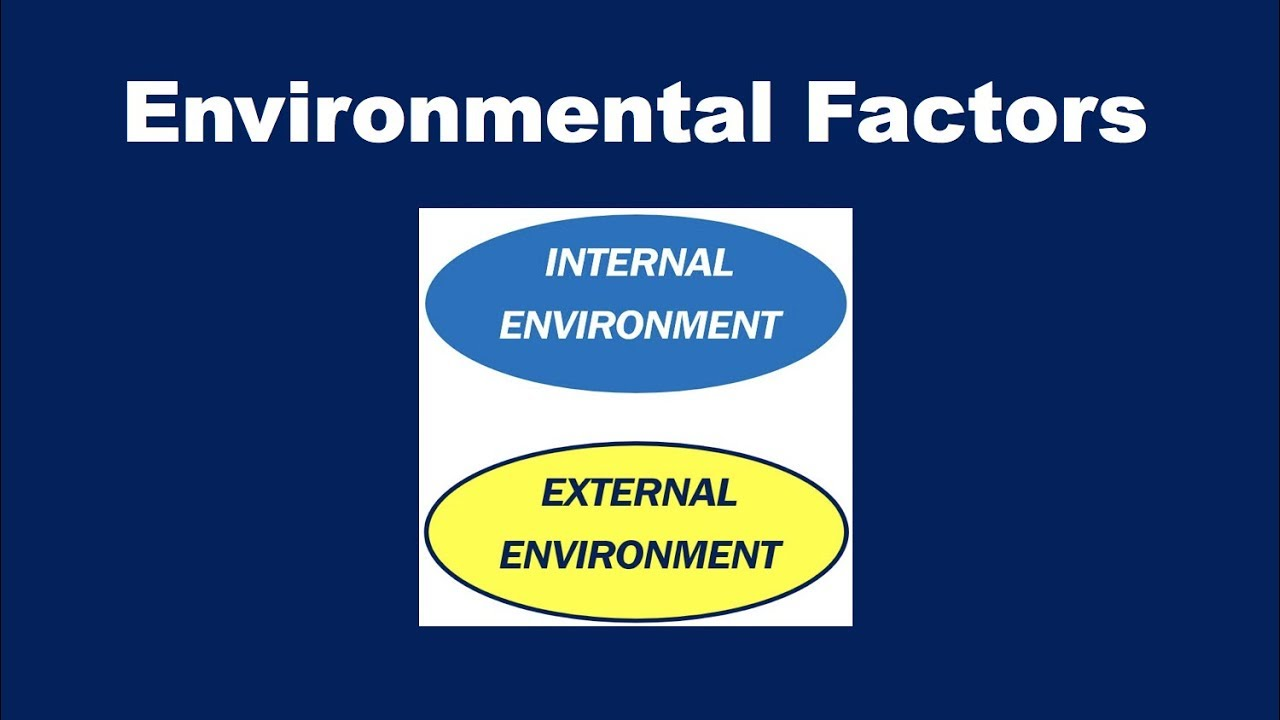 Environmental Factors
INTERNAL
ENVIRONMENT
EXTERNAL
ENVIRONMENT